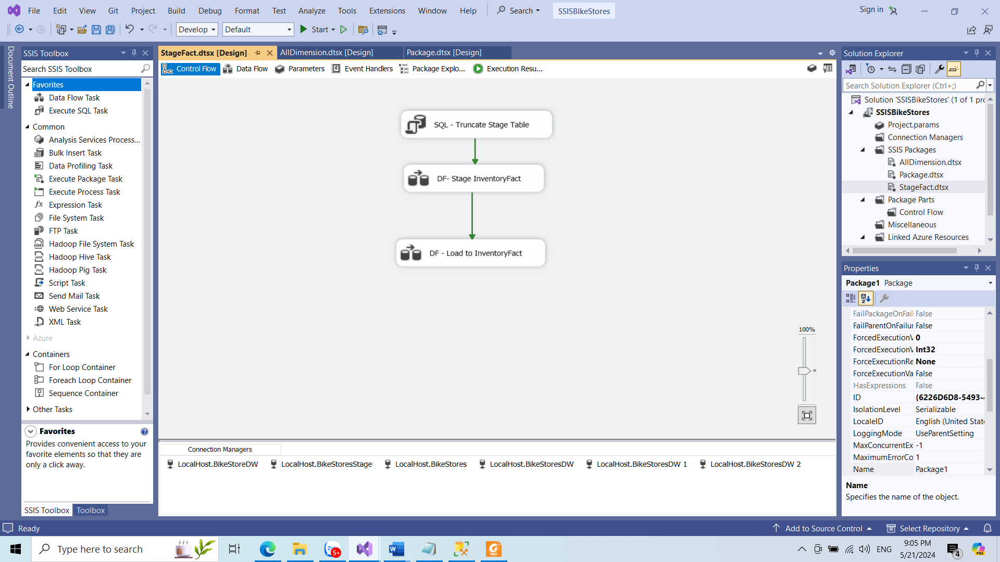 File Edit View Git Project Build Debug Format Test Analyze Tools Extensions Window Help Search SSISBikeStores Sign in
Develop Default Start
Document Outline
SSIS Toolbox
Search SSIS Toolbox
Favorites
Data Flow Task
Execute SQL Task
Common
Analysis Services Process...
Bulk Insert Task
Data Profiling Task
Execute Package Task
Execute Process Task
Expression Task
File System Task
FTP Task
Hadoop File System Task
Hadoop Hive Task
Hadoop Pig Task
Script Task
Send Mail Task
Web Service Task
XML Task
Azure
Containers
For Loop Container
Foreach Loop Container
Sequence Container
Other Tasks
Favorites
Provides convenient access to your
favorite elements so that they are
only a click away.
SSIS Toolbox Toolbox
StageFact.dtsx [Design] AllDimension.dtsx [Design] Package.dtsx [Design]
Control Flow Data Flow Parameters Event Handlers Package Explo... Execution Resu...
SQL - Truncate Stage Table
DF- Stage InventoryFact
DF - Load to InventoryFact
100%
Connection Managers
LocalHost.BikeStoreDW LocalHost.BikeStoresStage LocalHost.BikeStores LocalHost.BikeStoresDW LocalHost.BikeStoresDW 1 LocalHost.BikeStoresDW 2
Solution Explorer
Search Solution Explorer (Ctrl+;)
Solution 'SSISBikeStores' (1 of 1 pro
SSISBikeStores
Project.params
Connection Managers
SSIS Packages
AllDimension.dtsx
Package.dtsx
StageFact.dtsx
Package Parts
Control Flow
Miscellaneous
Linked Azure Resources
Properties
Package1 Package
FailPackageOnFail False
FailParentOnFailur False
ForcedExecutionV 0
ForcedExecutionV Int32
ForceExecutionRe None
ForceExecutionVa False
HasExpressions False
ID {6226D6D8-5493-4
IsolationLevel Serializable
LocaleID English (United State
LoggingMode UseParentSetting
MaxConcurrentEx -1
MaximumErrorCo 1
Name Package1
Name
Specifies the name of the object.
Ready Add to Source Control Select Repository
Type here to search 5+ ENG 9:05 PM 4
5/21/2024